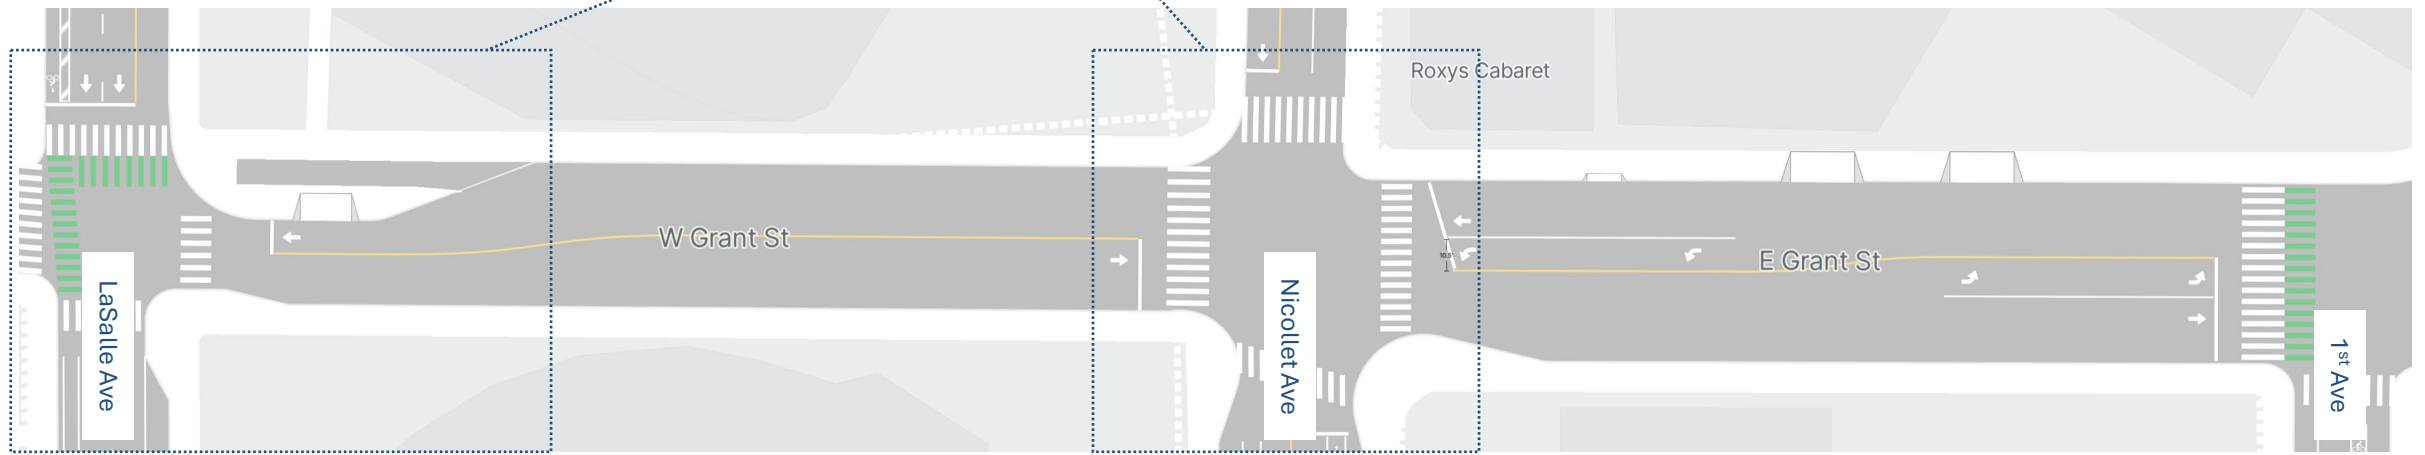 Roxys Cabaret
W Grant St
E Grant St
LaSalle Ave
Nicollet Ave
1st Ave